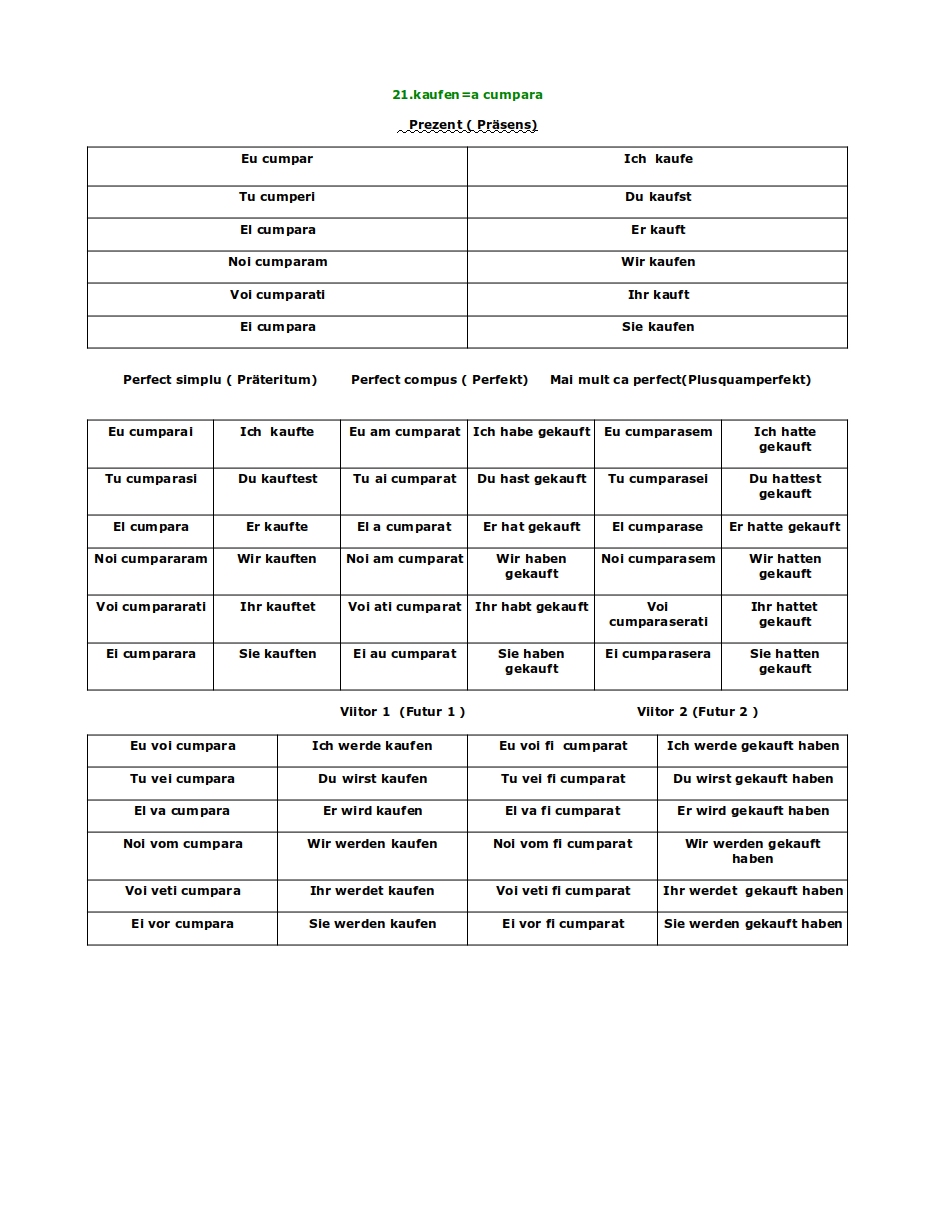 21.kaufen=a cumpara
Prezent ( Präsens)
Eu cumpar Ich kaufe
Tu cumperi Du kaufst
El cumpara Er kauft
Noi cumparam Wir kaufen
Voi cumparati Ihr kauft
Ei cumpara Sie kaufen
Perfect simplu ( Präteritum) Perfect compus ( Perfekt) Mai mult ca perfect(Plusquamperfekt)
Eu cumparai Ich kaufte Eu am cumparat Ich habe gekauft Eu cumparasem Ich hatte
gekauft
Tu cumparasi Du kauftest Tu ai cumparat Du hast gekauft Tu cumparasei Du hattest
gekauft
El cumpara Er kaufte El a cumparat Er hat gekauft El cumparase Er hatte gekauft
Noi cumpararam Wir kauften Noi am cumparat Wir haben
gekauft
Noi cumparasem Wir hatten
gekauft
Voi cumpararati Ihr kauftet Voi ati cumparat Ihr habt gekauft Voi
cumparaserati
Ihr hattet
gekauft
Ei cumparara Sie kauften Ei au cumparat Sie haben
gekauft
Ei cumparasera Sie hatten
gekauft
Viitor 1 (Futur 1 ) Viitor 2 (Futur 2 )
Eu voi cumpara Ich werde kaufen Eu voi fi cumparat Ich werde gekauft haben
Tu vei cumpara Du wirst kaufen Tu vei fi cumparat Du wirst gekauft haben
El va cumpara Er wird kaufen El va fi cumparat Er wird gekauft haben
Noi vom cumpara Wir werden kaufen Noi vom fi cumparat Wir werden gekauft
haben
Voi veti cumpara Ihr werdet kaufen Voi veti fi cumparat Ihr werdet gekauft haben
Ei vor cumpara Sie werden kaufen Ei vor fi cumparat Sie werden gekauft haben